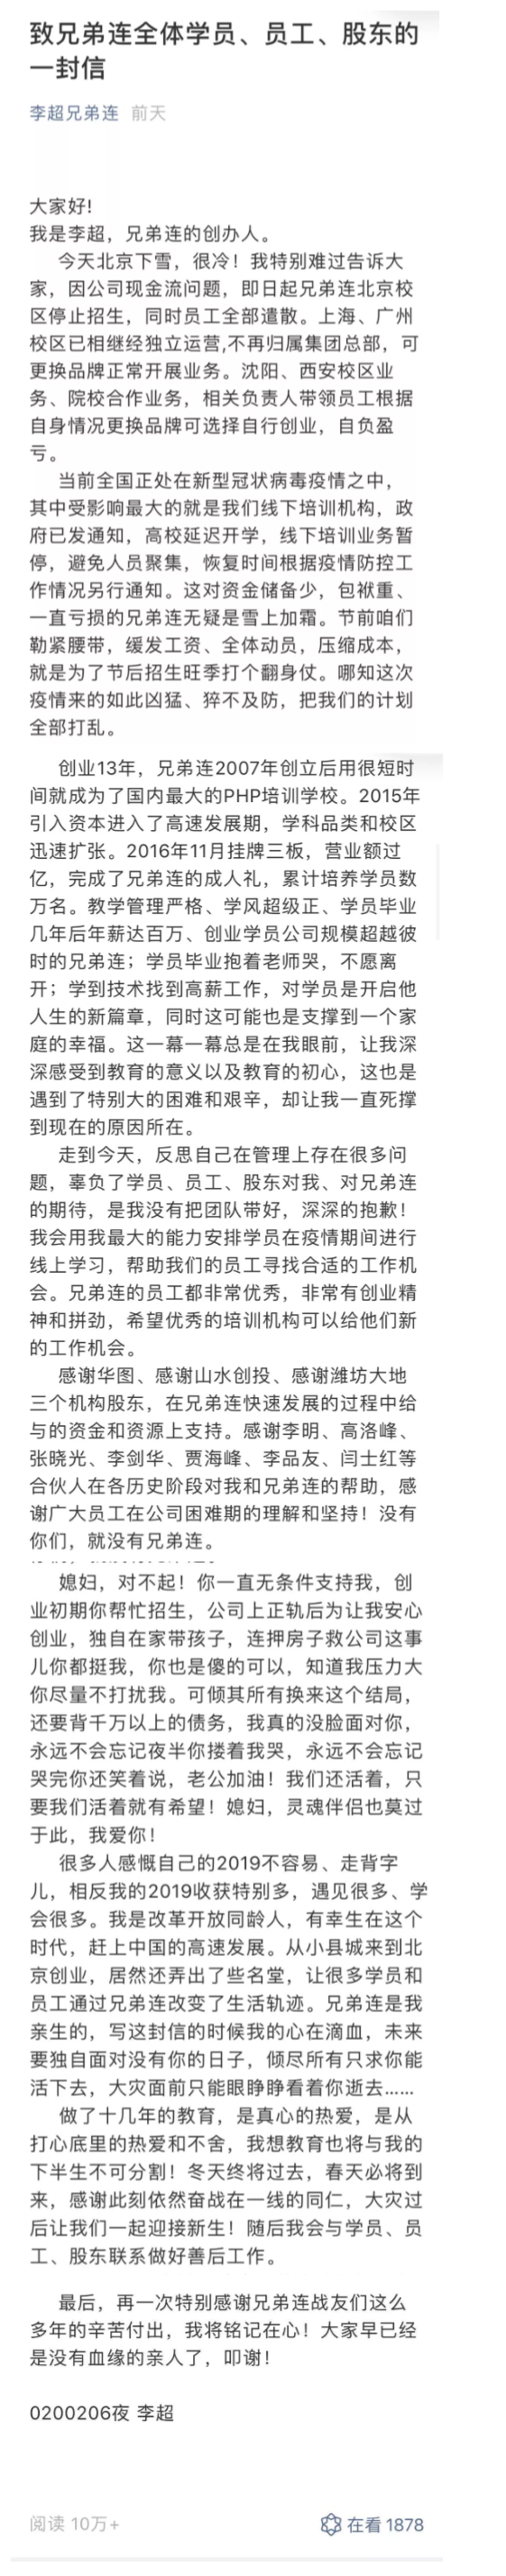 致兄弟连全体学员、员工、股东的
一封信
李超兄弟连 前天
大家好!
我是李超，兄弟连的创办人。
今天北京下雪，很冷！我特别难过告诉大
家，因公司现金流问题，即日起兄弟连北京校
区停止招生，同时员工全部遣散。上海、广州
校区已相继经独立运营,不再归属集团总部，可
更换品牌正常开展业务。沈阳、西安校区业
务、院校合作业务，相关负责人带领员工根据
自身情况更换品牌可选择自行创业，自负盈
亏。
当前全国正处在新型冠状病毒疫情之中，
其中受影响最大的就是我们线下培训机构，政
府已发通知，高校延迟开学，线下培训业务暂
停，避免人员聚集，恢复时间根据疫情防控工
作情况另行通知。这对资金储备少，包袱重、
一直亏损的兄弟连无疑是雪上加霜。节前咱们
勒紧腰带，缓发工资、全体动员，压缩成本，
就是为了节后招生旺季打个翻身仗。哪知这次
疫情来的如此凶猛、猝不及防，把我们的计划
全部打乱。
创业13年，兄弟连2007年创立后用很短时
间就成为了国内最大的PHP培训学校。2015年
引入资本进入了高速发展期，学科品类和校区
迅速扩张。2016年11月挂牌三板，营业额过
亿，完成了兄弟连的成人礼，累计培养学员数
万名。教学管理严格、学风超级正、学员毕业
几年后年薪达百万、创业学员公司规模超越彼
时的兄弟连；学员毕业抱着老师哭，不愿离
开；学到技术找到高薪工作，对学员是开启他
人生的新篇章，同时这可能也是支撑到一个家
庭的幸福。这一幕一幕总是在我眼前，让我深
深感受到教育的意义以及教育的初心，这也是
遇到了特别大的困难和艰辛，却让我一直死撑
到现在的原因所在。
走到今天，反思自己在管理上存在很多问
题，辜负了学员、员工、股东对我、对兄弟连
的期待，是我没有把团队带好，深深的抱歉！
我会用我最大的能力安排学员在疫情期间进行
线上学习，帮助我们的员工寻找合适的工作机
会。兄弟连的员工都非常优秀，非常有创业精
神和拼劲，希望优秀的培训机构可以给他们新
的工作机会。
感谢华图、感谢山水创投、感谢潍坊大地
三个机构股东，在兄弟连快速发展的过程中给
与的资金和资源上支持。感谢李明、高洛峰、
张晓光、李剑华、贾海峰、李品友、闫士红等
合伙人在各历史阶段对我和兄弟连的帮助，感
谢广大员工在公司困难期的理解和坚持！没有
你们，就没有兄弟连。
媳妇，对不起！你一直无条件支持我，创
业初期你帮忙招生，公司上正轨后为让我安心
创业，独自在家带孩子，连押房子救公司这事
儿你都挺我，你也是傻的可以，知道我压力大
你尽量不打扰我。可倾其所有换来这个结局，
还要背千万以上的债务，我真的没脸面对你，
永远不会忘记夜半你搂着我哭，永远不会忘记
哭完你还笑着说，老公加油！我们还活着，只
要我们活着就有希望！媳妇，灵魂伴侣也莫过
于此，我爱你！
很多人感慨自己的2019不容易、走背字
儿，相反我的2019收获特别多，遇见很多、学
会很多。我是改革开放同龄人，有幸生在这个
时代，赶上中国的高速发展。从小县城来到北
京创业，居然还弄出了些名堂，让很多学员和
员工通过兄弟连改变了生活轨迹。兄弟连是我
亲生的，写这封信的时候我的心在滴血，未来
要独自面对没有你的日子，倾尽所有只求你能
活下去，大灾面前只能眼睁睁看着你逝去......
做了十几年的教育，是真心的热爱，是从
打心底里的热爱和不舍，我想教育也将与我的
下半生不可分割！冬天终将过去，春天必将到
来，感谢此刻依然奋战在一线的同仁，大灾过
后让我们一起迎接新生！随后我会与学员、员
工、股东联系做好善后工作。
最后，再一次特别感谢兄弟连战友们这么
多年的辛苦付出，我将铭记在心！大家早已经
是没有血缘的亲人了，叩谢!
0200206夜 李超
阅读 10万+ 在看 1878